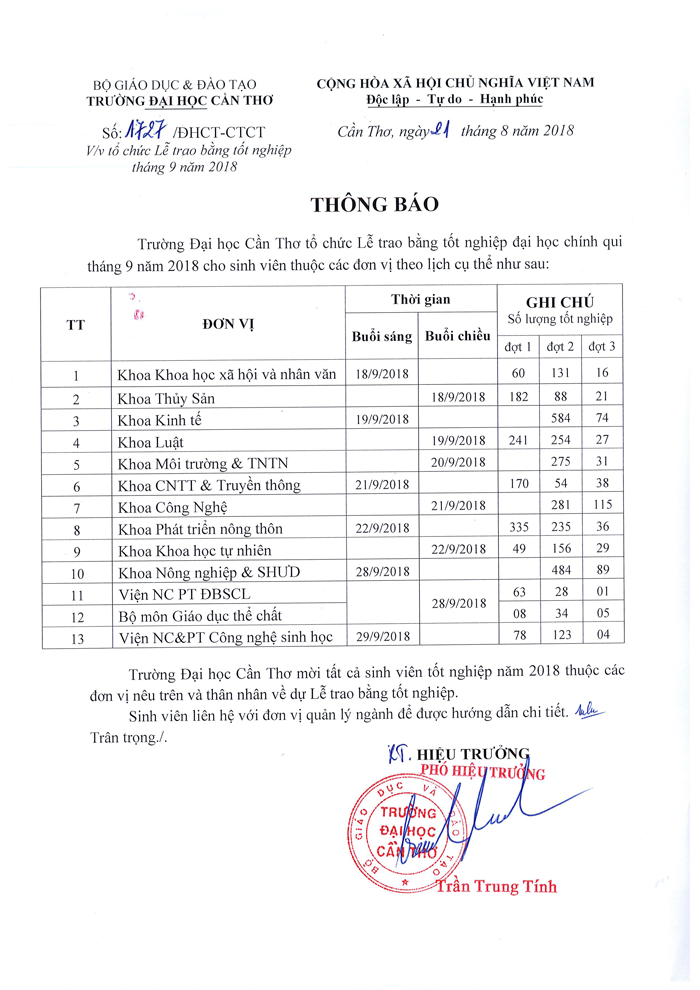 BỘ GIÁO DỤC & ĐÀO TẠO
TRƯỜNG ĐẠI HỌC CẦN THƠ
Số: 1727 /ĐHCT-CTCT
V/v tổ chức Lễ trao bằng tốt nghiệp
tháng 9 năm 2018
CỘNG HÒA XÃ HỘI CHỦ NGHĨA VIỆT NAM
Độc lập - Tự do - Hạnh phúc
Cần Thơ, ngày 21 tháng 8 năm 2018
THÔNG BÁO
Trường Đại học Cần Thơ tổ chức Lễ trao bằng tốt nghiệp đại học chính qui
tháng 9 năm 2018 cho sinh viên thuộc các đơn vị theo lịch cụ thể như sau:
TT ĐƠN VỊ Thời gian GHI CHÚ
Số lượng tốt nghiệp
Buổi sáng Buổi chiều
đợt 1 đợt 2 đợt 3
1 Khoa Khoa học xã hội và nhân văn 18/9/2018 60 131 16
2 Khoa Thủy Sản 18/9/2018 182 88 21
3 Khoa Kinh tế 19/9/2018 584 74
4 Khoa Luật 19/9/2018 241 254 27
5 Khoa Môi trường & TNTN 20/9/2018 275 31
6 Khoa CNTT & Truyền thông 21/9/2018 170 54 38
7 Khoa Công Nghệ 21/9/2018 281 115
8 Khoa Phát triển nông thôn 22/9/2018 335 235 36
9 Khoa Khoa học tự nhiên 22/9/2018 49 156 29
10 Khoa Nông nghiệp & SHƯD 28/9/2018 484 89
11 Viện NC PT ĐBSCL 28/9/2018 63 28 01
12 Bộ môn Giáo dục thể chất 08 34 05
13 Viện NC&PT Công nghệ sinh học 29/9/2018 78 123 04
Trường Đại học Cần Thơ mời tất cả sinh viên tốt nghiệp năm 2018 thuộc các
đơn vị nêu trên và thân nhân về dự Lễ trao bằng tốt nghiệp.
Sinh viên liên hệ với đơn vị quản lý ngành để được hướng dẫn chi tiết.
Trân trọng./.
KT. HIỆU TRƯỞNG
PHÓ HIỆU TRƯỞNG
BỘ GIÁO DỤC VÀ ĐÀO TẠO
TRƯỜNG
ĐẠI HỌC
CẦN THƠ
Trần Trung Tính